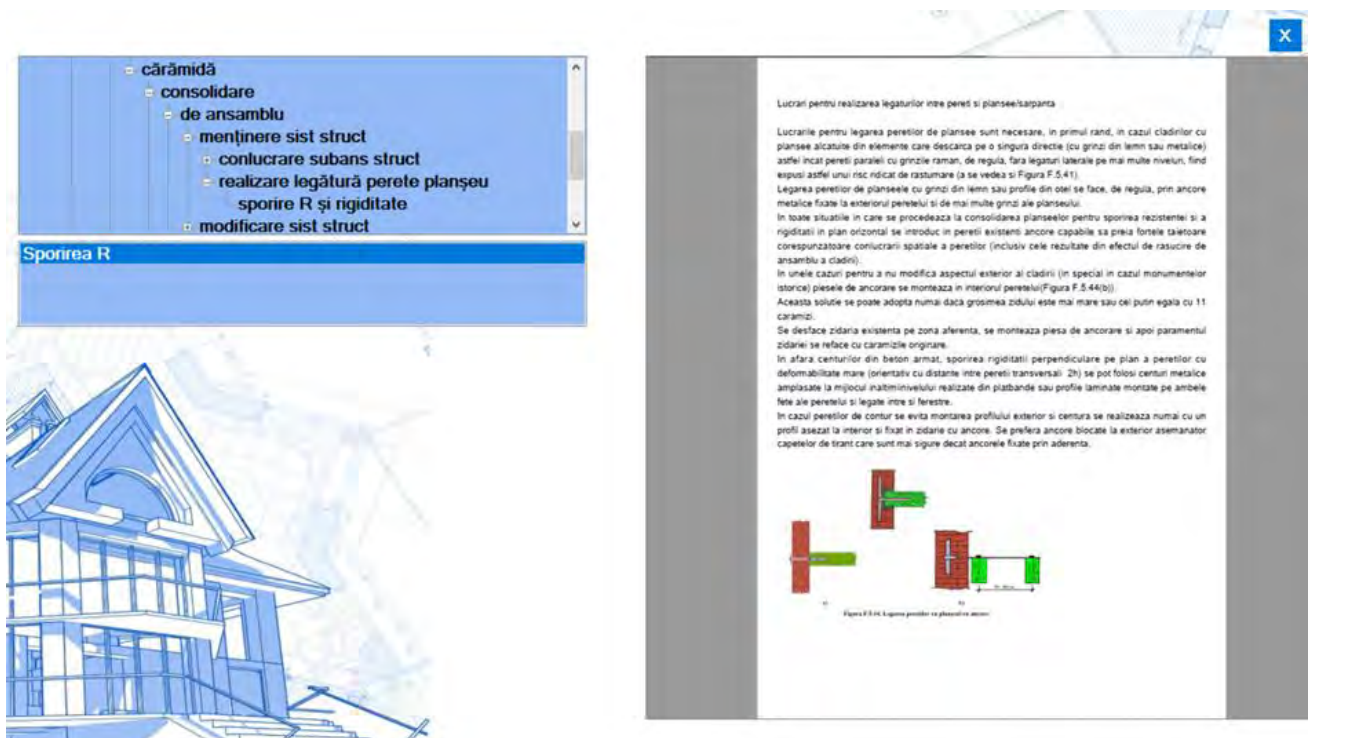 X
cărămidă
consolidare
de ansamblu
menținere sist struct
conlucrare subans struct
realizare legătură perete planșeu
sporire R și rigiditate
modificare sist struct
Sporirea R
Lucrari pentru realizarea legaturilor intre pereti si plansee/sarpanta
Lucrarile pentru legarea peretilor de plansee sunt necesare, in primul rand, in cazul cladirilor cu
plansee alcatuite din elemente care descarca pe o singura directie (cu grinzi din lemn sau metalice)
astfel incat peretii paraleli cu grinzile raman, de regula, fara legaturi laterale pe mai multe niveluri, fiind
expusi astfel unui risc ridicat de rasturnare (a se vedea si Figura F.5.41).
Legarea peretilor de planseele cu grinzi din lemn sau profile din otel se face, de regula, prin ancore
metalice fixate la exteriorul peretelui si de mai multe grinzi ale planseului.
In toate situatiile in care se procedeaza la consolidarea planseelor pentru sporirea rezistentei si a
rigiditatii in plan orizontal se introduc in peretii existenti ancore capabile sa preia fortele taietoare
corespunzatoare conlucrarii spatiale a peretilor (inclusiv cele rezultate din efectul de rasucire de
ansamblu a cladirii).
In unele cazuri pentru a nu modifica aspectul exterior al cladirii (in special in cazul monumentelor
istorice) piesele de ancorare se monteaza in interiorul peretelui(Figura F.5.44(b)).
Aceasta solutie se poate adopta numai daca grosimea zidului este mai mare sau cel putin egala cu 11
caramizi.
Se desface zidaria existenta pe zona aferenta, se monteaza piesa de ancorare si apoi paramentul
zidariei se reface cu caramizile originare.
In afara centurilor din beton armat, sporirea rigiditatii perpendiculare pe plan a peretilor cu
deformabilitate mare (orientativ cu distante intre peretii transversali 2h) se pot folosi centuri metalice
amplasate la mijlocul inaltiminivelului realizate din platbande sau profile laminate montate pe ambele
fete ale peretelui si legate intre si ferestre.
In cazul peretilor de contur se evita montarea profilului exterior si centura se realizeaza numai cu un
profil asezat la interior si fixat in zidarie cu ancore. Se prefera ancore blocate la exterior asemanator
capetelor de tirant care sunt mai sigure decat ancorele fixate prin aderenta.
a) b)
Figura F.5.44. Legarea peretilor cu planseul cu ancore